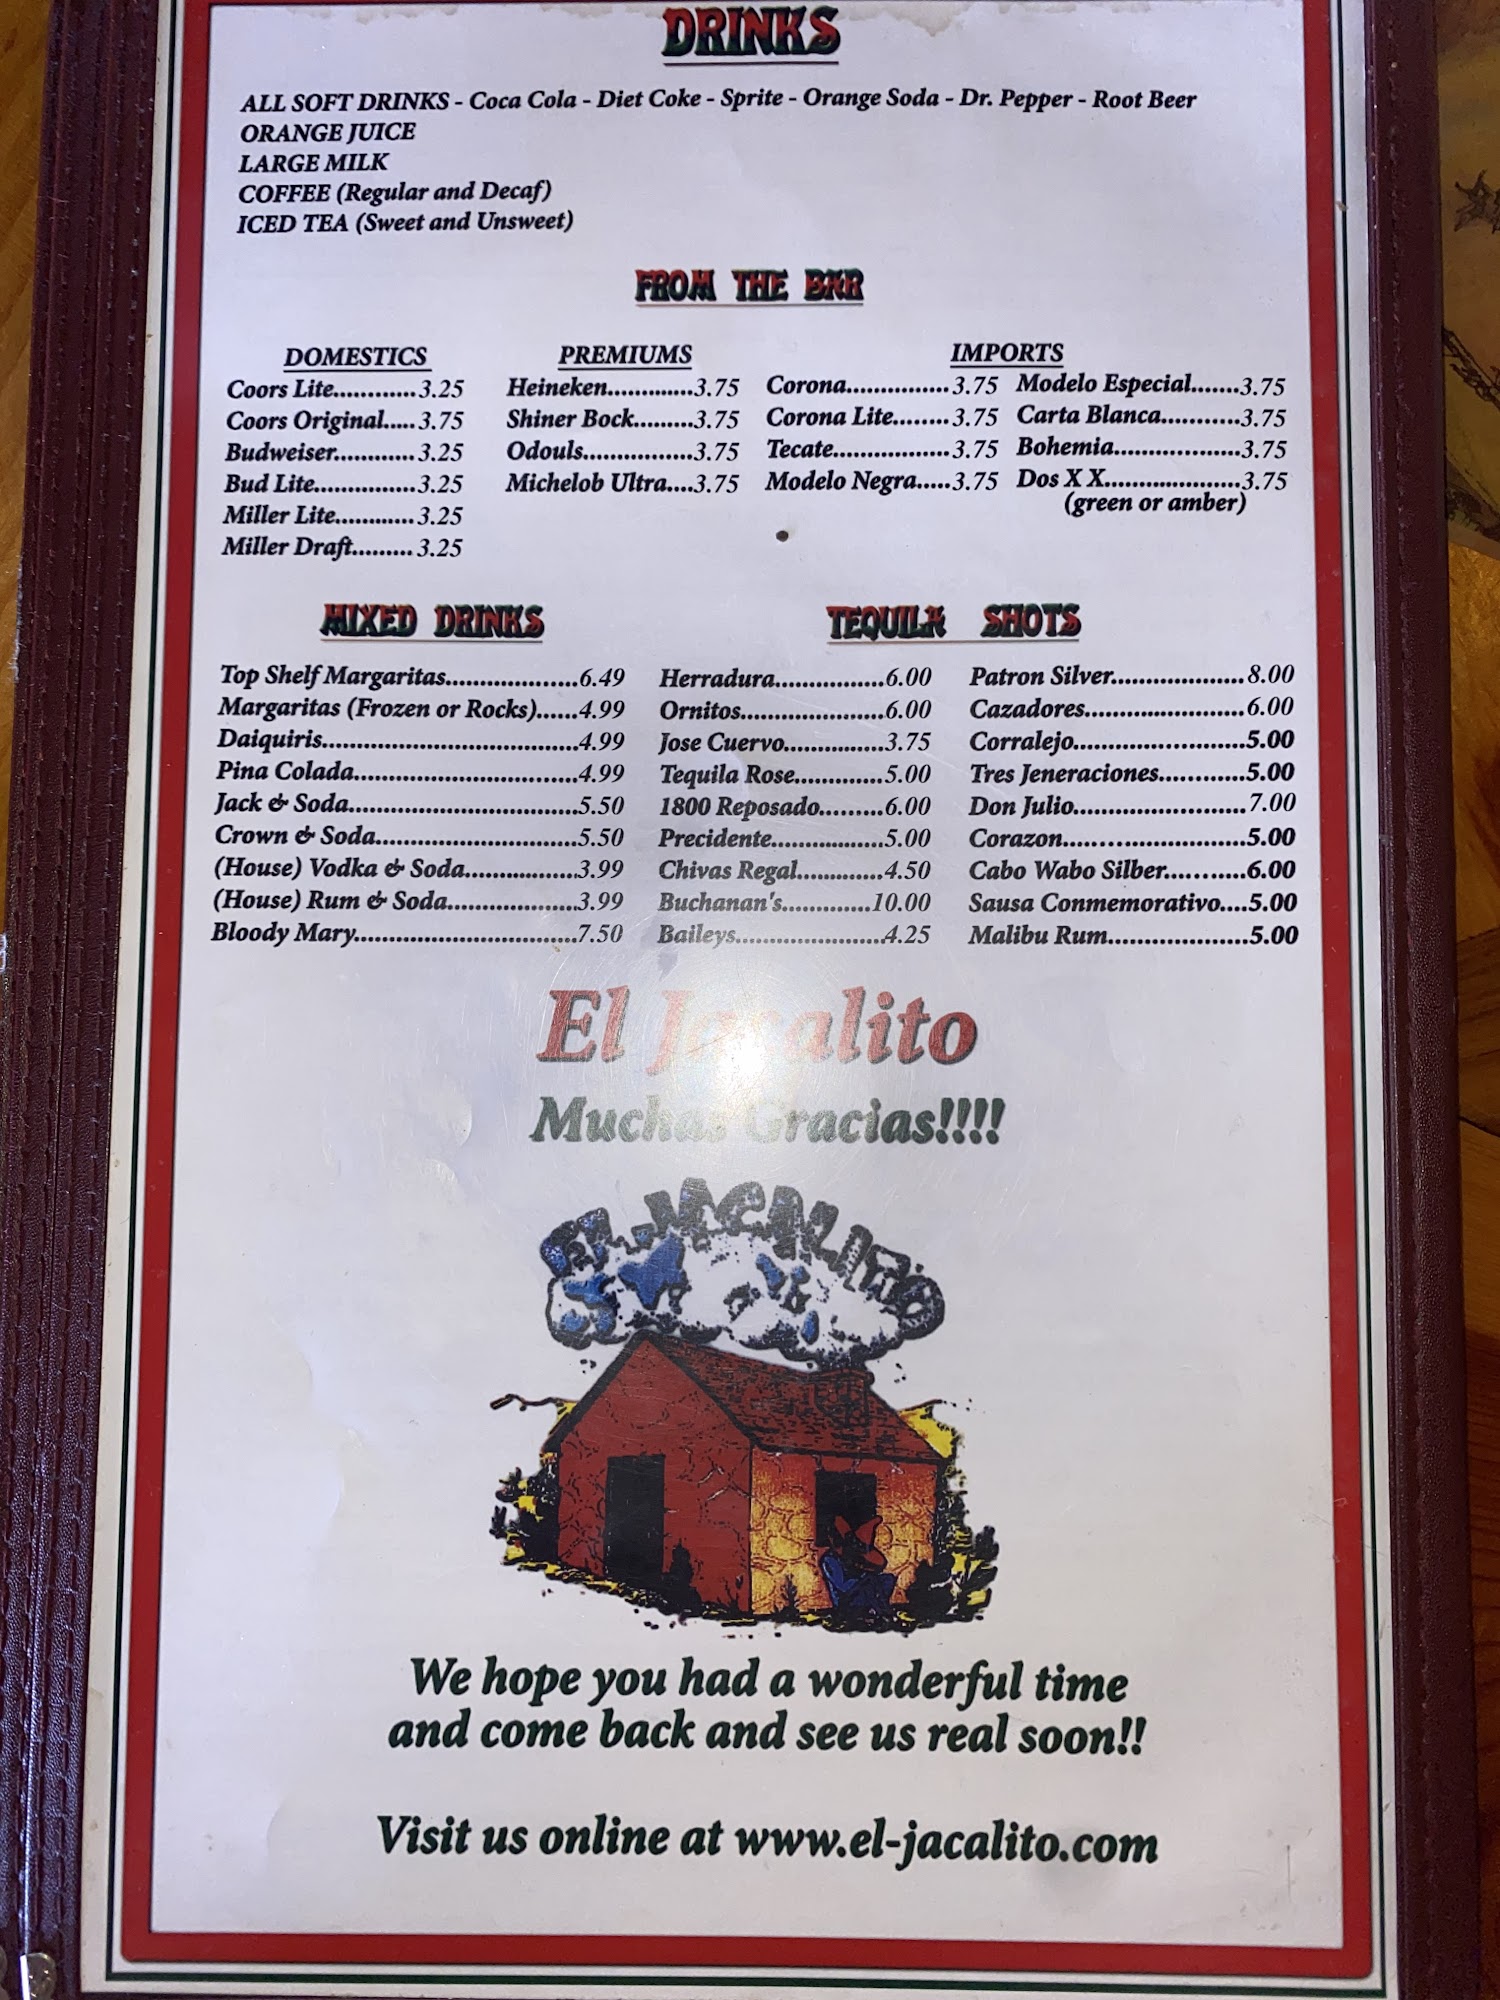 DRINKS
ALL SOFT DRINKS - Coca Cola - Diet Coke - Sprite - Orange Soda - Dr. Pepper - Root Beer
ORANGE JUICE
LARGE MILK
COFFEE (Regular and Decaf)
ICED TEA (Sweet and Unsweet)
FROM THE BAR
DOMESTICS
Coors Lite............3.25
Coors Original.....3.75
Budweiser............3.25
Bud Lite...............3.25
Miller Lite............3.25
Miller Draft.........3.25
PREMIUMS
Heineken.............3.75
Shiner Bock.........3.75
Odouls.................3.75
Michelob Ultra....3.75
IMPORTS
Corona................3.75
Corona Lite........3.75
Tecate..................3.75
Modelo Negra.....3.75
Modelo Especial.......3.75
Carta Blanca............3.75
Bohemia....................3.75
Dos X X......................3.75
(green or amber)
MIXED DRINKS
Top Shelf Margaritas....................6.49
Margaritas (Frozen or Rocks)......4.99
Daiquiris........................................4.99
Pina Colada...................................4.99
Jack & Soda....................................5.50
Crown & Soda................................5.50
(House) Vodka & Soda.................3.99
(House) Rum & Soda....................3.99
Bloody Mary..................................7.50
TEQUILA SHOTS
Herradura.................6.00
Ornitos.......................6.00
Jose Cuervo................3.75
Tequila Rose..............5.00
1800 Reposado..........6.00
Precidente..................5.00
Chivas Regal..............4.50
Buchanan's..............10.00
Baileys.......................4.25
Patron Silver.....................8.00
Cazadores.........................6.00
Corralejo...........................5.00
Tres Jeneraciones.............5.00
Don Julio...........................7.00
Corazon.............................5.00
Cabo Wabo Silber............6.00
Sausa Conmemorativo....5.00
Malibu Rum.....................5.00
El Jacalito
Muchas Gracias!!!!
EL JACALITO
We hope you had a wonderful time
and come back and see us real soon!!
Visit us online at www.el-jacalito.com